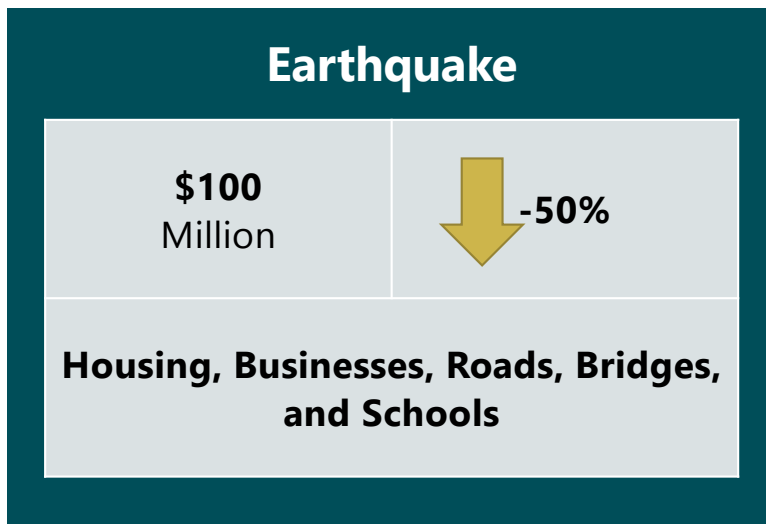 Earthquake
$100
Million
-50%
Housing, Businesses, Roads, Bridges,
and Schools